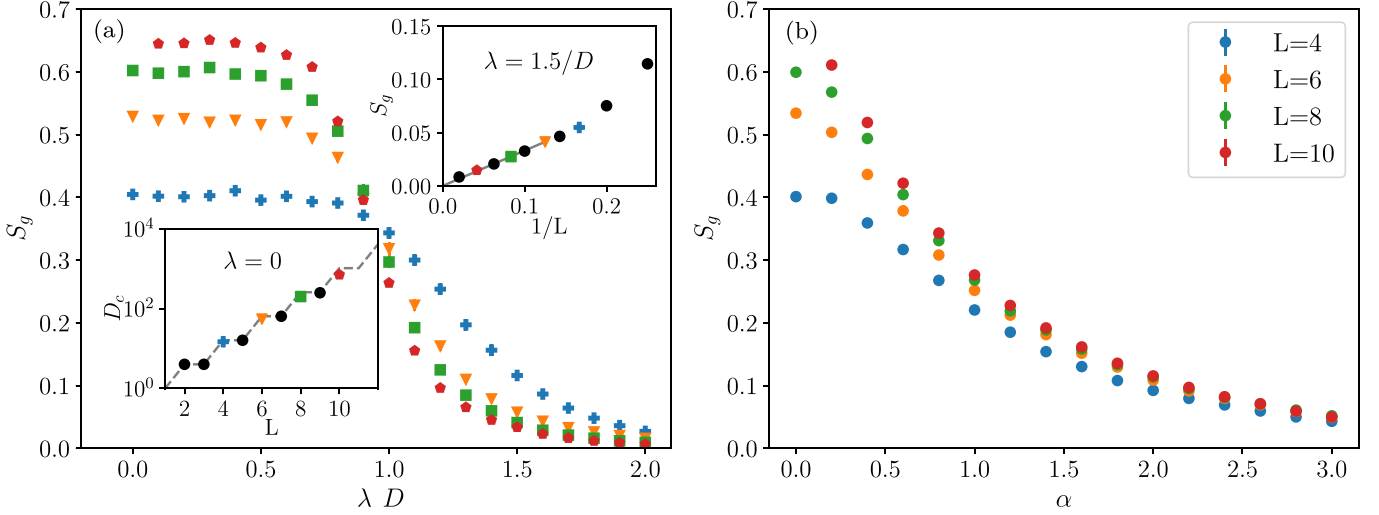 (a)
S_g
0.7
0.6
0.5
0.4
0.3
0.2
0.1
0.0
0.0 0.5 1.0 1.5 2.0
λ D
λ = 1.5/D
S_g
0.15
0.10
0.05
0.00
0.0 0.1 0.2
1/L
λ = 0
D_c
10^4
10^2
10^0
2 4 6 8 10
L
(b)
S_g
0.7
0.6
0.5
0.4
0.3
0.2
0.1
0.0
0.0 0.5 1.0 1.5 2.0 2.5 3.0
α
L=4
L=6
L=8
L=10